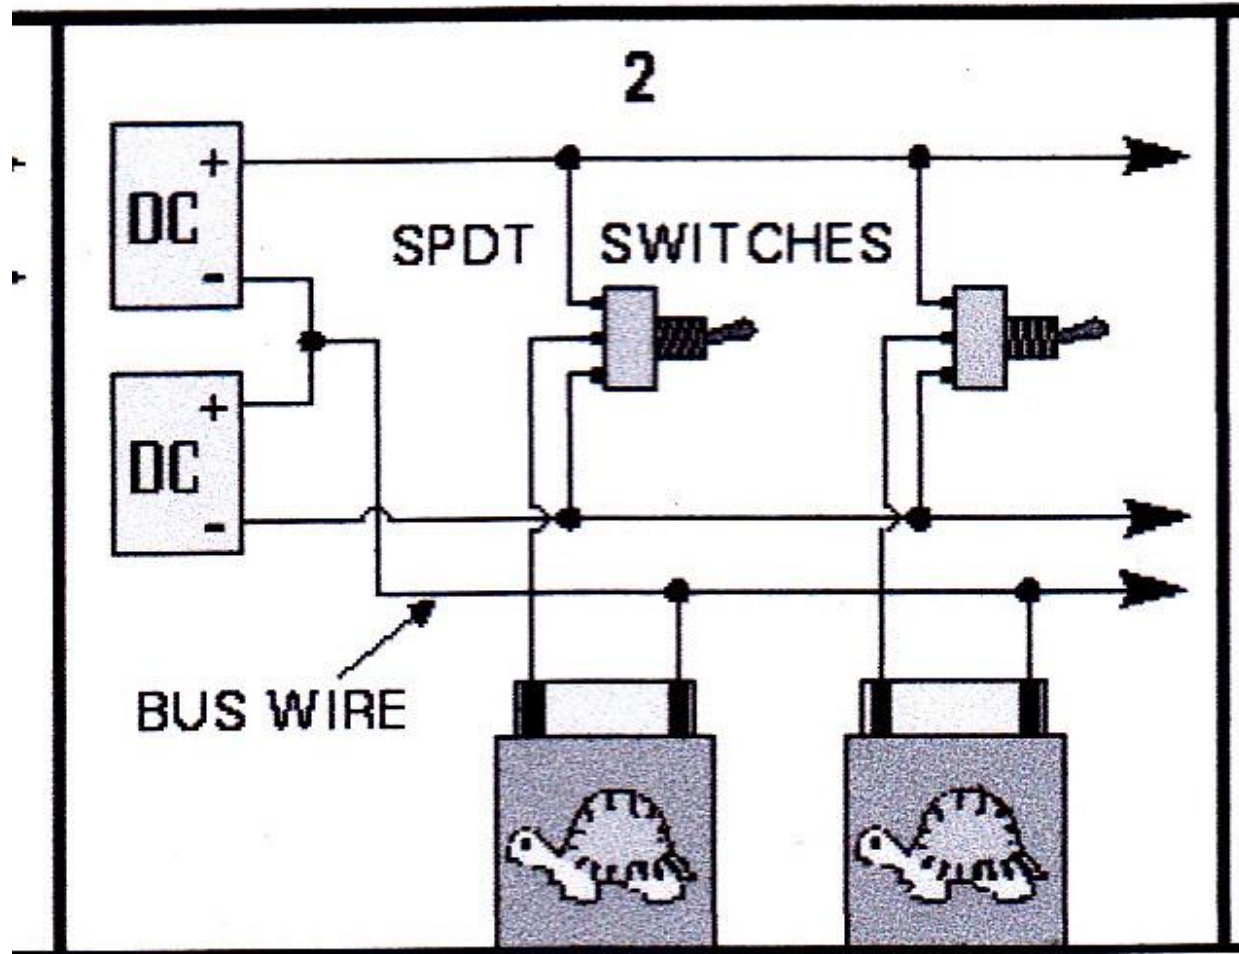 2
+
DC
-
SPDT SWITCHES
+
DC
-
BUS WIRE